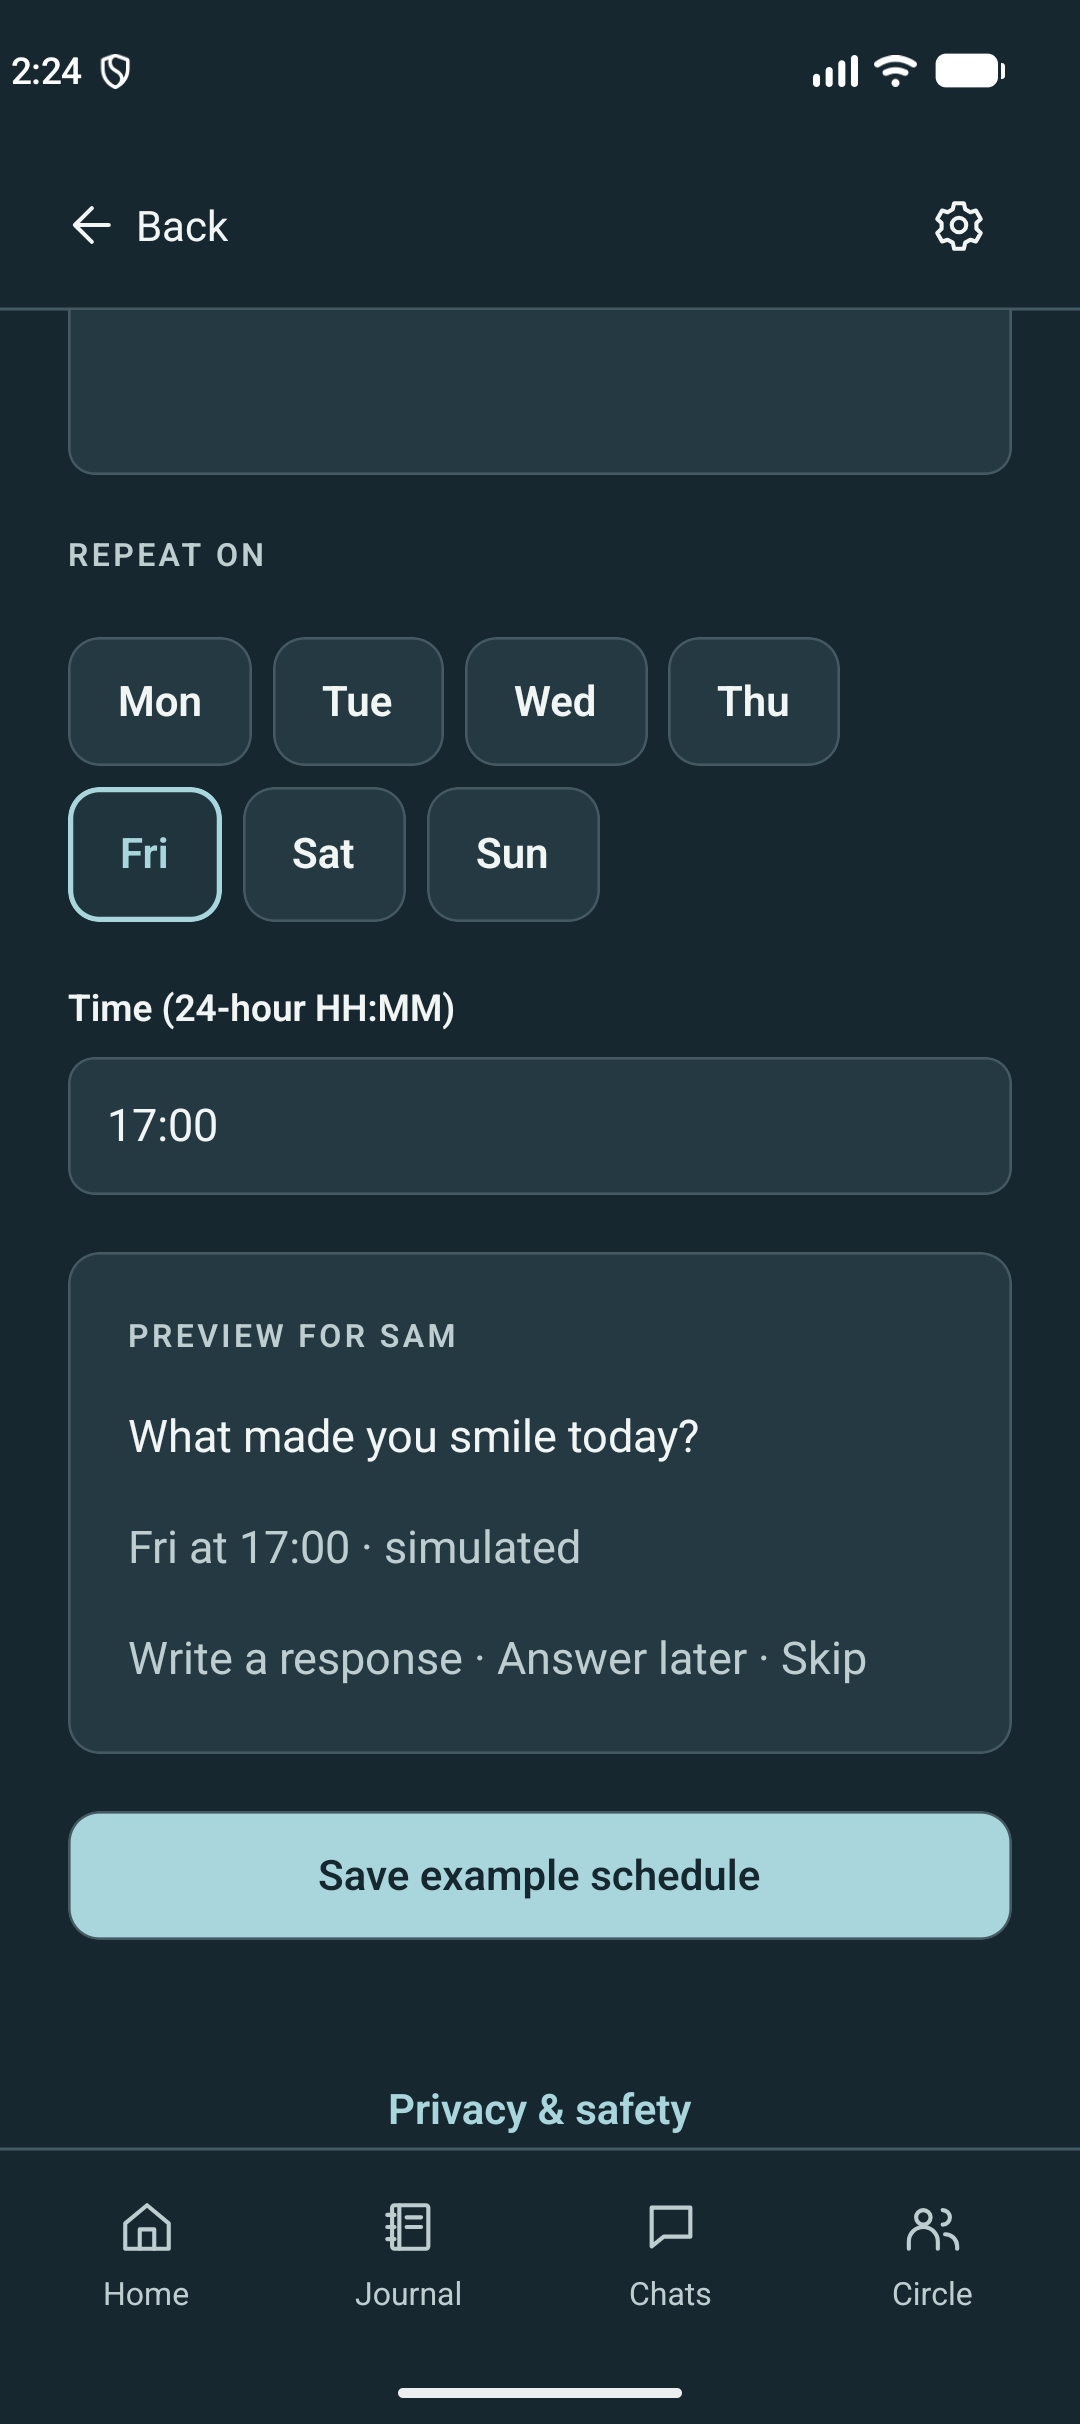 2:24
Back
REPEAT ON
Mon Tue Wed Thu
Fri Sat Sun
Time (24-hour HH:MM)
17:00
PREVIEW FOR SAM
What made you smile today?
Fri at 17:00 · simulated
Write a response · Answer later · Skip
Save example schedule
Privacy & safety
Home Journal Chats Circle